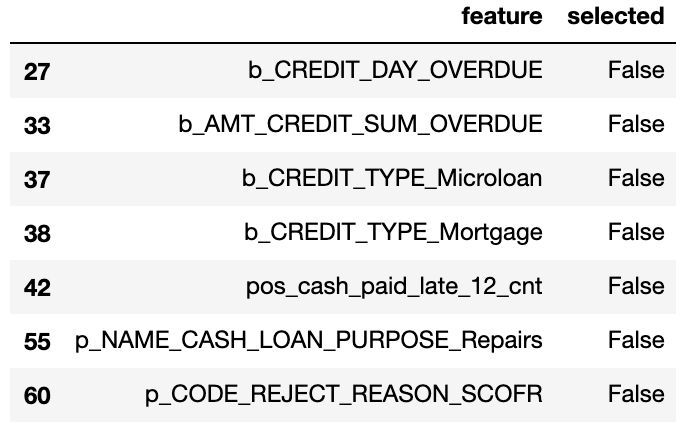 feature selected
27 b_CREDIT_DAY_OVERDUE False
33 b_AMT_CREDIT_SUM_OVERDUE False
37 b_CREDIT_TYPE_Microloan False
38 b_CREDIT_TYPE_Mortgage False
42 pos_cash_paid_late_12_cnt False
55 p_NAME_CASH_LOAN_PURPOSE_Repairs False
60 p_CODE_REJECT_REASON_SCOFR False